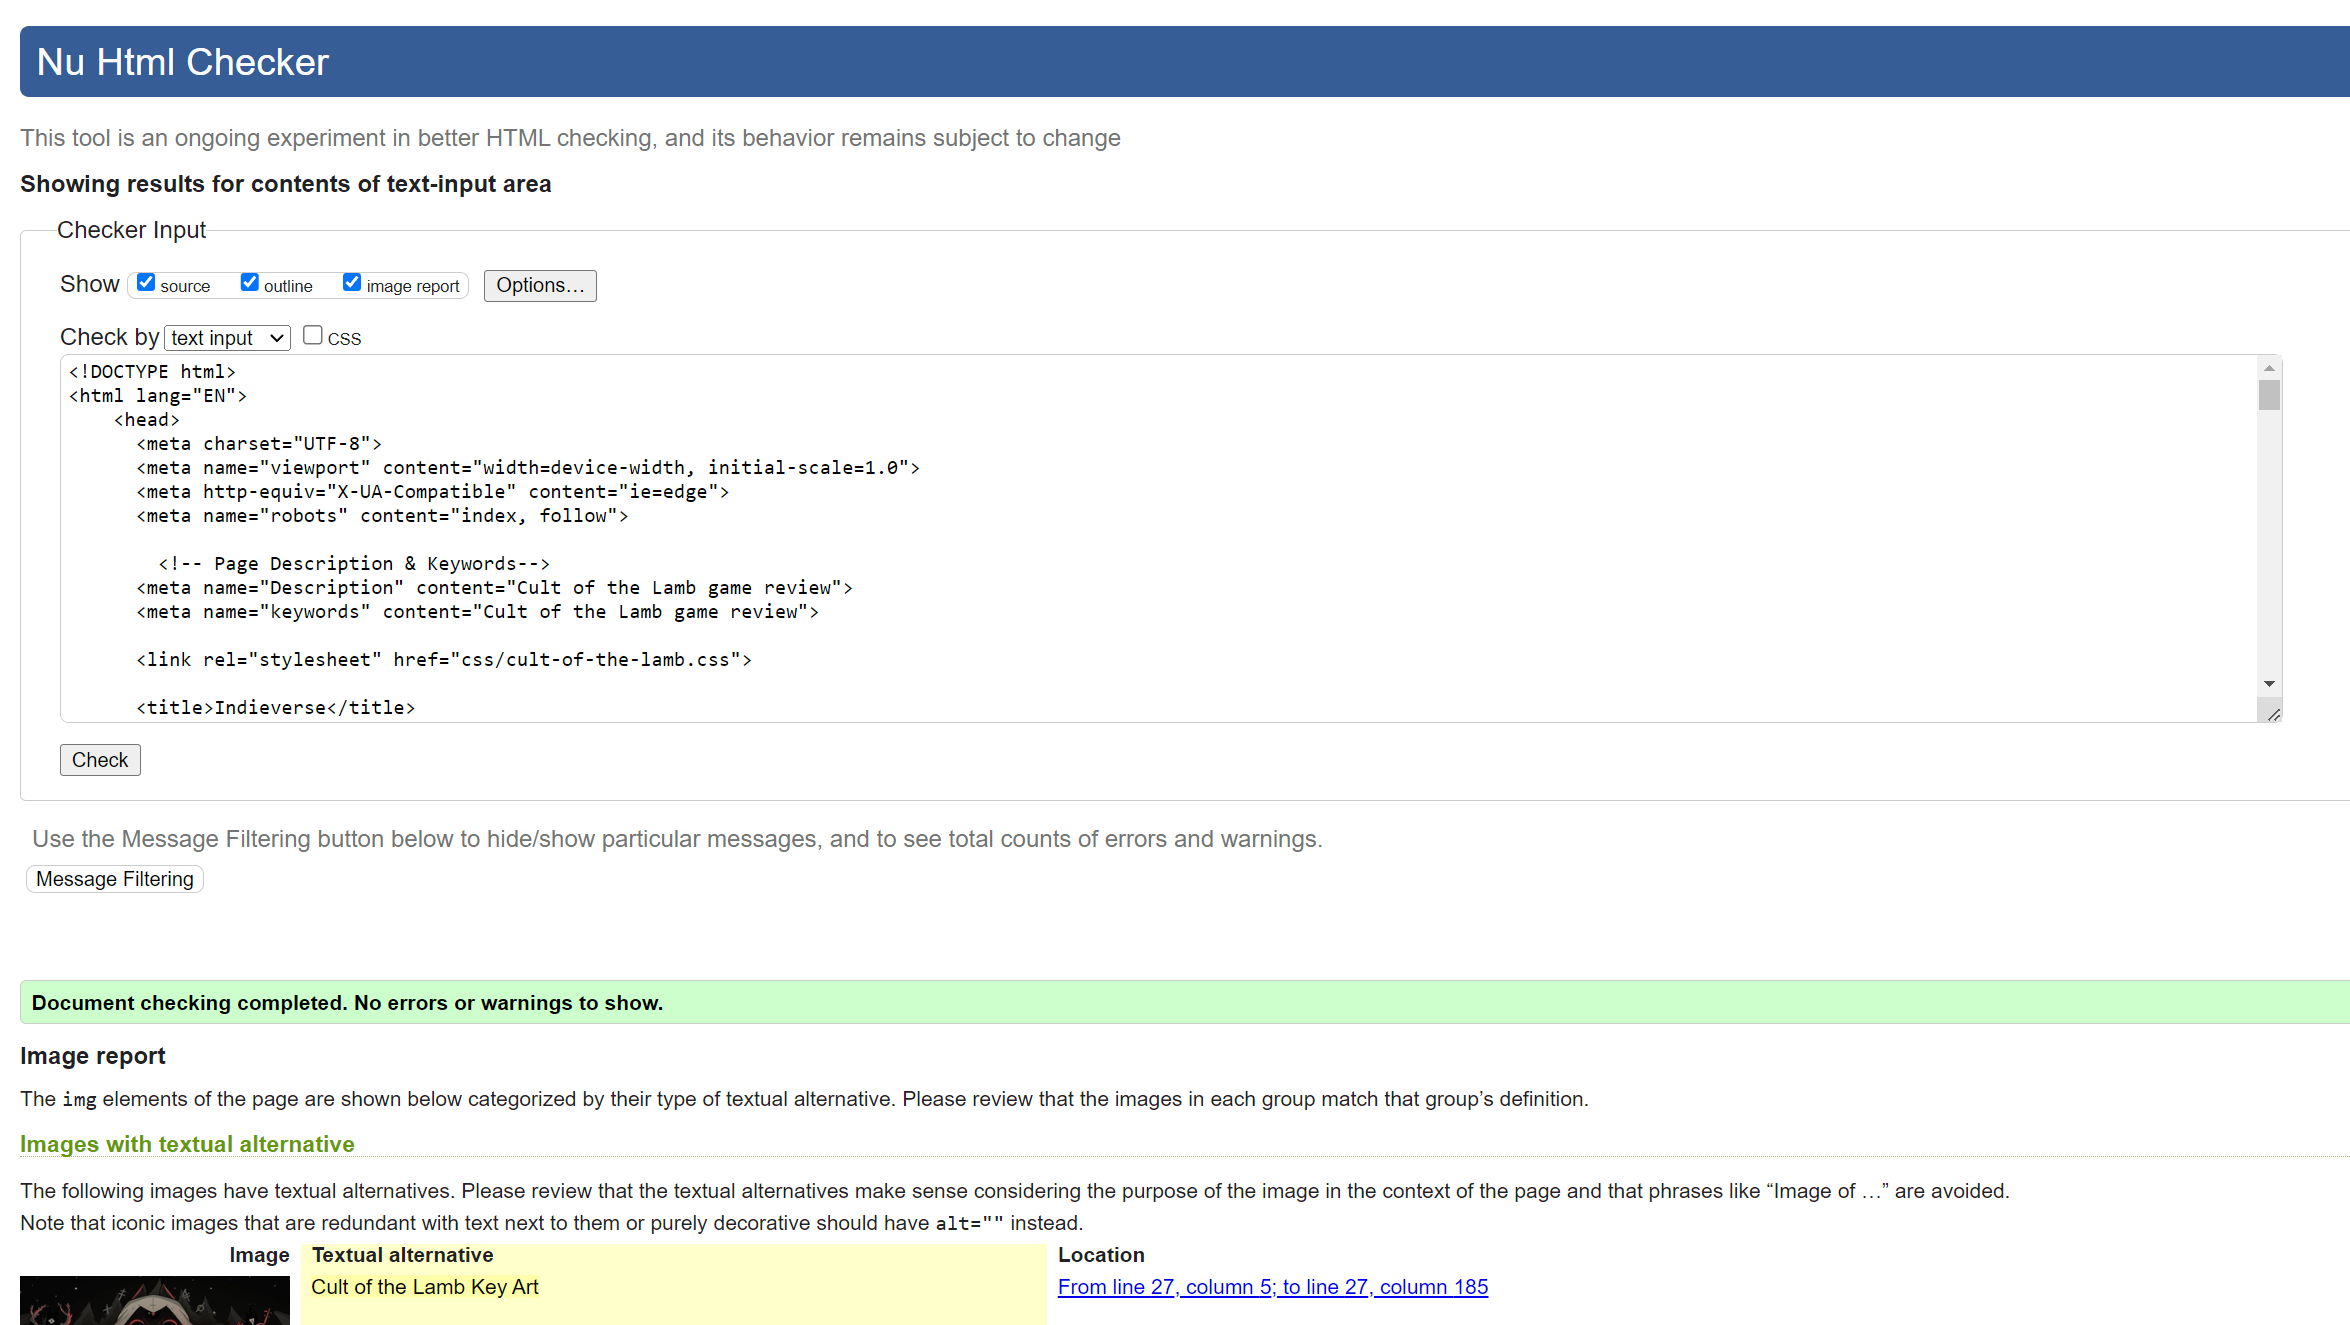 Nu Html Checker
This tool is an ongoing experiment in better HTML checking, and its behavior remains subject to change
Showing results for contents of text-input area
Checker Input
Show source outline image report Options…
Check by text input CSS
<!DOCTYPE html>
<html lang="EN">
    <head>
      <meta charset="UTF-8">
      <meta name="viewport" content="width=device-width, initial-scale=1.0">
      <meta http-equiv="X-UA-Compatible" content="ie=edge">
      <meta name="robots" content="index, follow">
        <!-- Page Description & Keywords-->
      <meta name="Description" content="Cult of the Lamb game review">
      <meta name="keywords" content="Cult of the Lamb game review">
      <link rel="stylesheet" href="css/cult-of-the-lamb.css">
      <title>Indieverse</title>
Check
Use the Message Filtering button below to hide/show particular messages, and to see total counts of errors and warnings.
Message Filtering
Document checking completed. No errors or warnings to show.
Image report
The img elements of the page are shown below categorized by their type of textual alternative. Please review that the images in each group match that group’s definition.
Images with textual alternative
The following images have textual alternatives. Please review that the textual alternatives make sense considering the purpose of the image in the context of the page and that phrases like “Image of …” are avoided.
Note that iconic images that are redundant with text next to them or purely decorative should have alt="" instead.
Image Textual alternative Location
Cult of the Lamb Key Art From line 27, column 5; to line 27, column 185